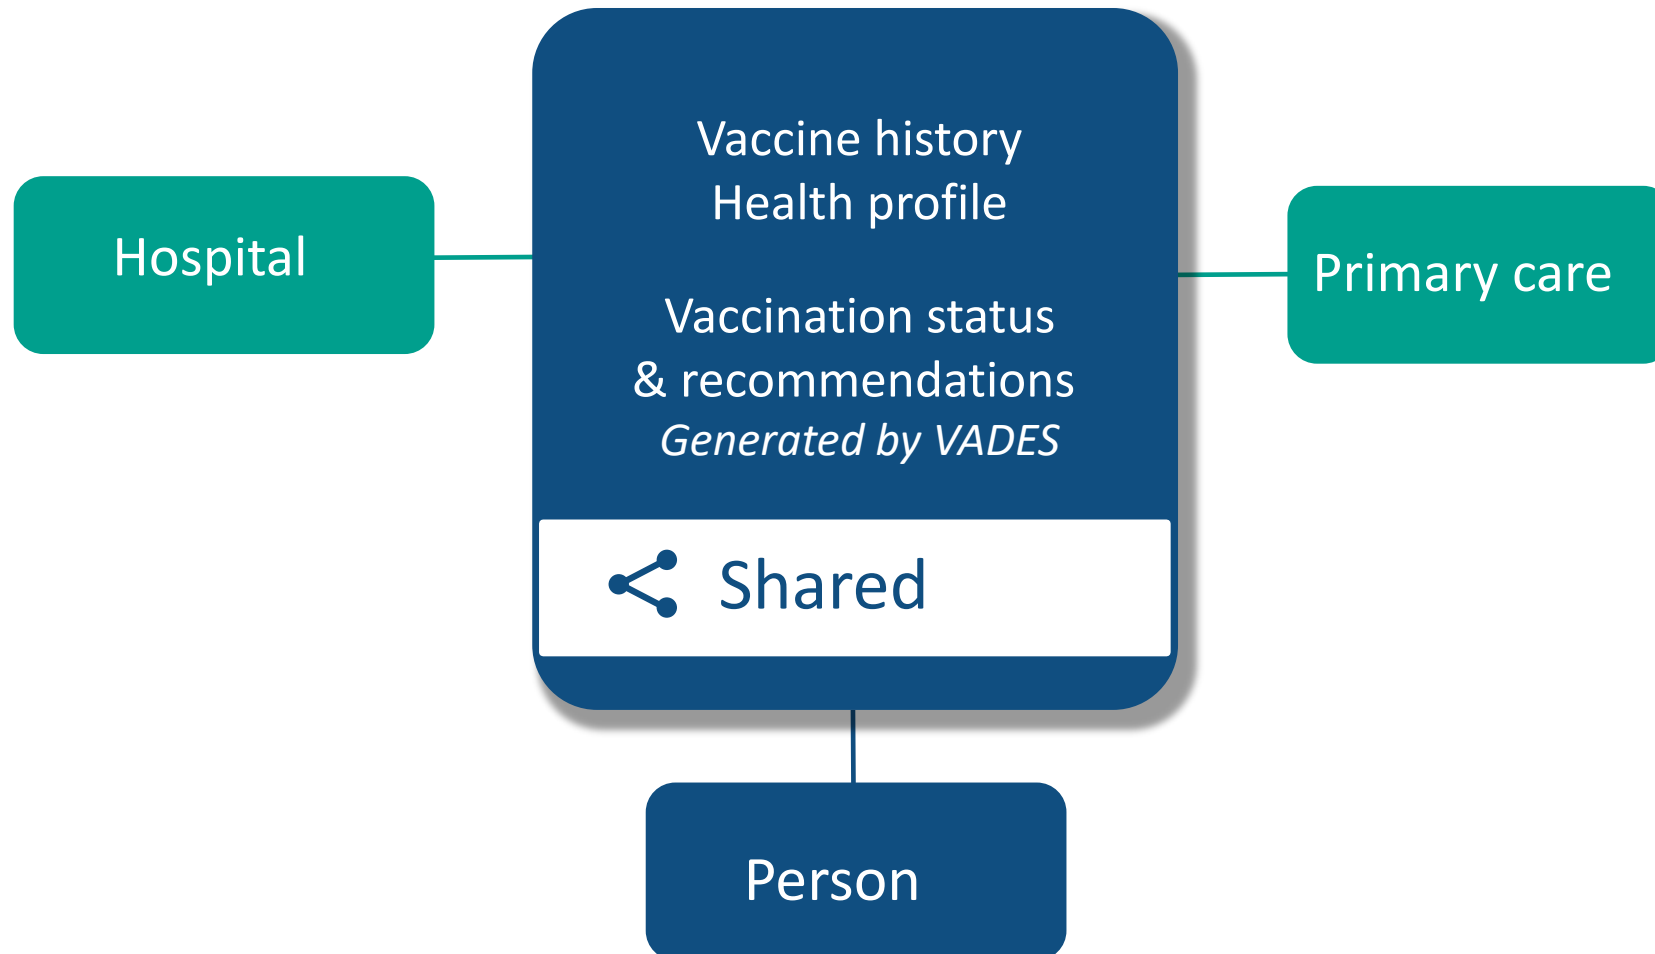 Vaccine history
Health profile
Hospital
Primary care
Vaccination status
& recommendations
Generated by VADES
Shared
Person